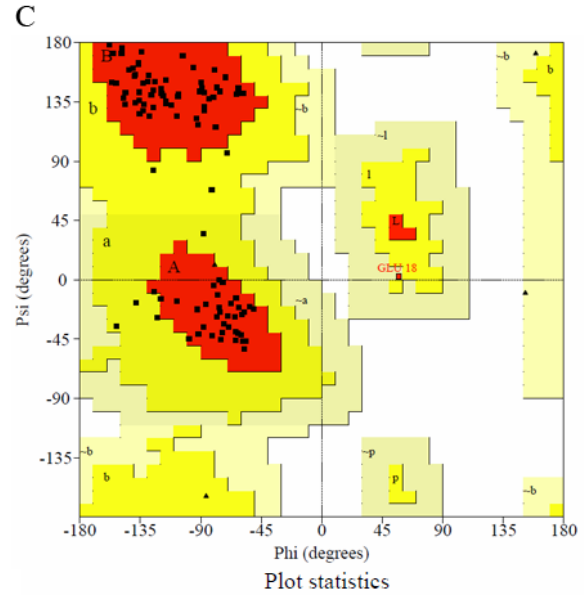 C
180
B
~b
b
135
b
~b
~l
90
l
45
L
a
A
GLU 18
0
~a
-45
-90
-135
~b
~p
b
p
~b
-180
-135
-90
-45
0
45
90
135
180
Psi (degrees)
Phi (degrees)
Plot statistics